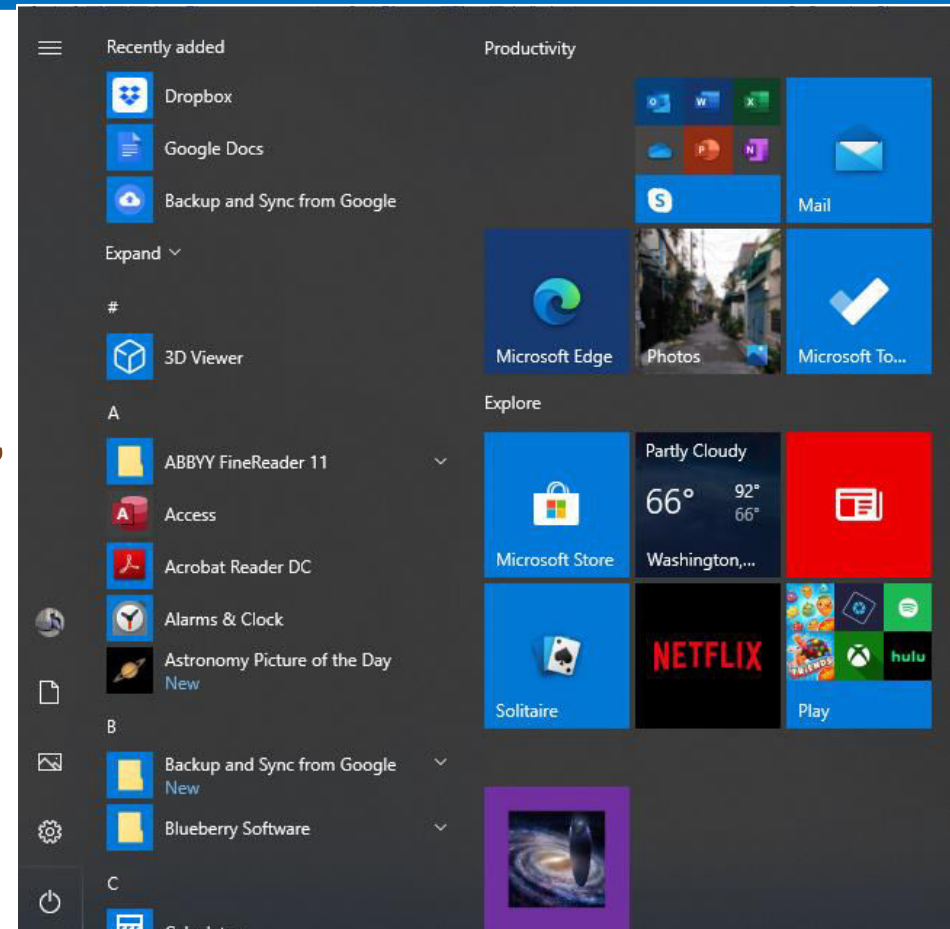 Recently added
Dropbox
Google Docs
Backup and Sync from Google
Expand
#
3D Viewer
A
ABBYY FineReader 11
Access
Acrobat Reader DC
Alarms & Clock
Astronomy Picture of the Day
New
B
Backup and Sync from Google
New
Blueberry Software
C
Productivity
Mail
Microsoft Edge
Photos
Microsoft To...
Explore
Microsoft Store
Partly Cloudy
66° 92°
66°
Washington,...
Solitaire
NETFLIX
hulu
Play